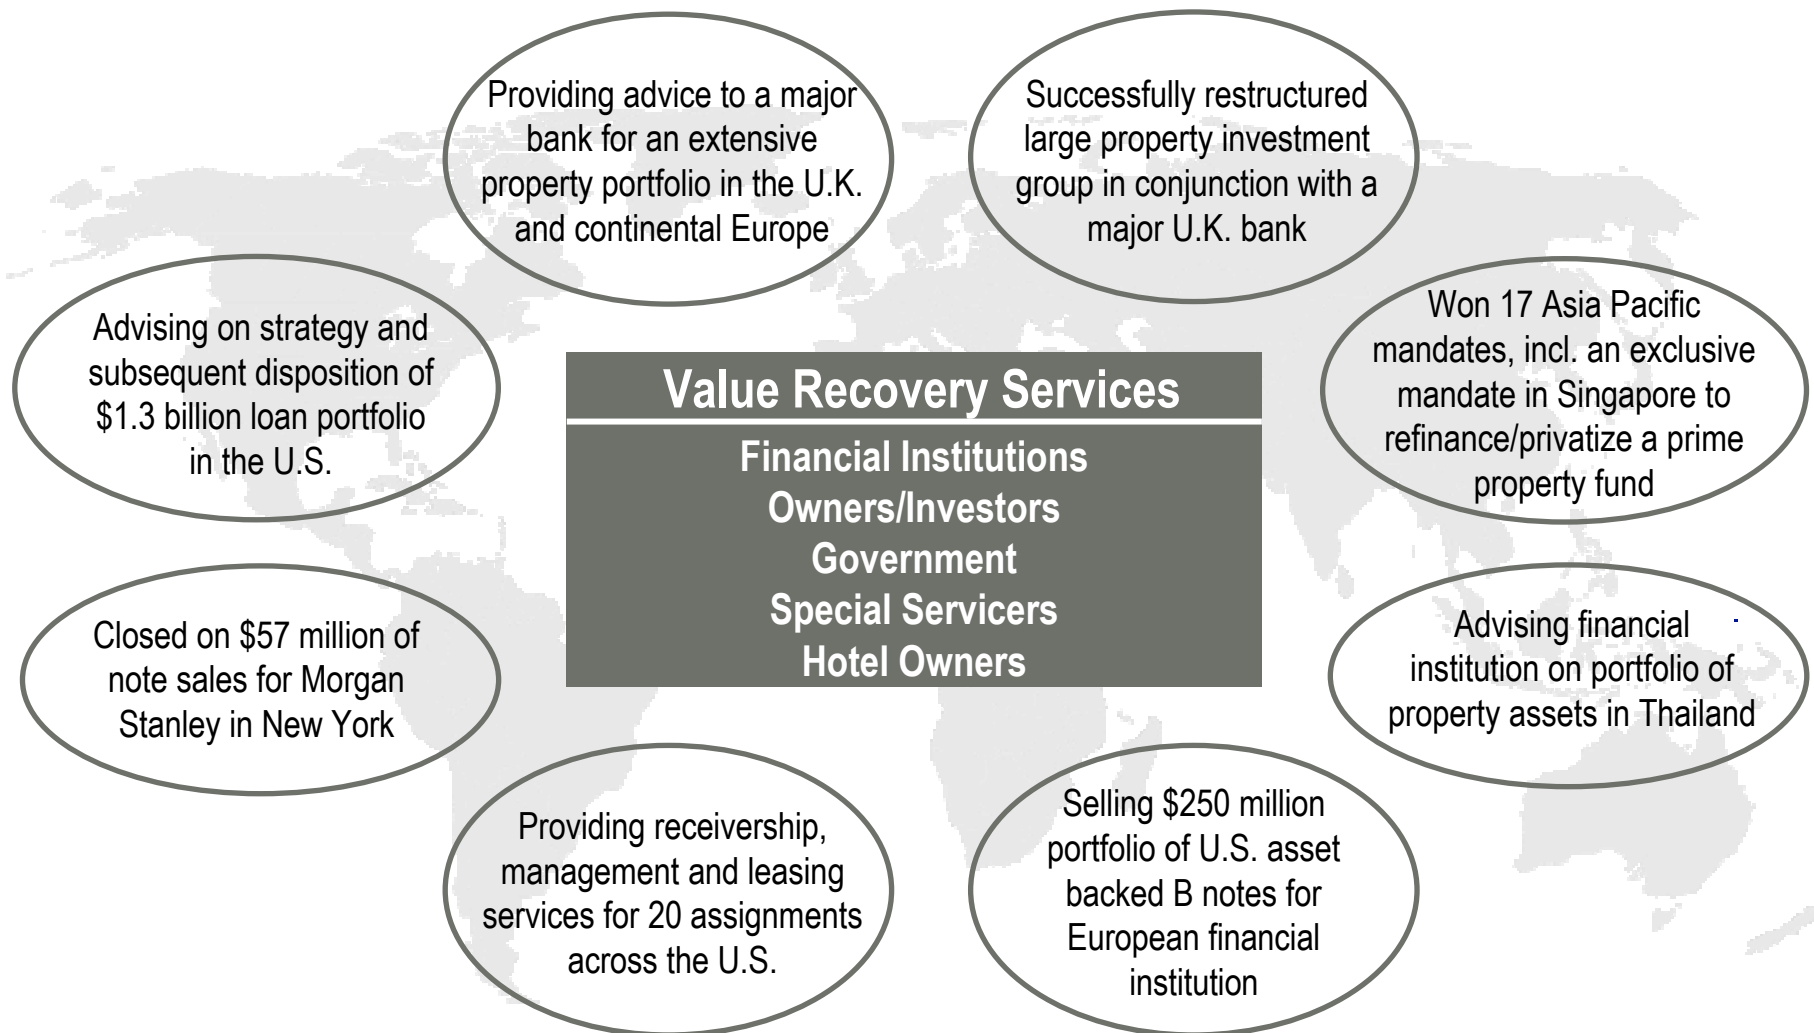 Providing advice to a major
bank for an extensive
property portfolio in the U.K.
and continental Europe
Successfully restructured
large property investment
group in conjunction with a
major U.K. bank
Advising on strategy and
subsequent disposition of
$1.3 billion loan portfolio
in the U.S.
Value Recovery Services
Financial Institutions
Owners/Investors
Government
Special Servicers
Hotel Owners
Won 17 Asia Pacific
mandates, incl. an exclusive
mandate in Singapore to
refinance/privatize a prime
property fund
Closed on $57 million of
note sales for Morgan
Stanley in New York
Advising financial
institution on portfolio of
property assets in Thailand
Providing receivership,
management and leasing
services for 20 assignments
across the U.S.
Selling $250 million
portfolio of U.S. asset
backed B notes for
European financial
institution